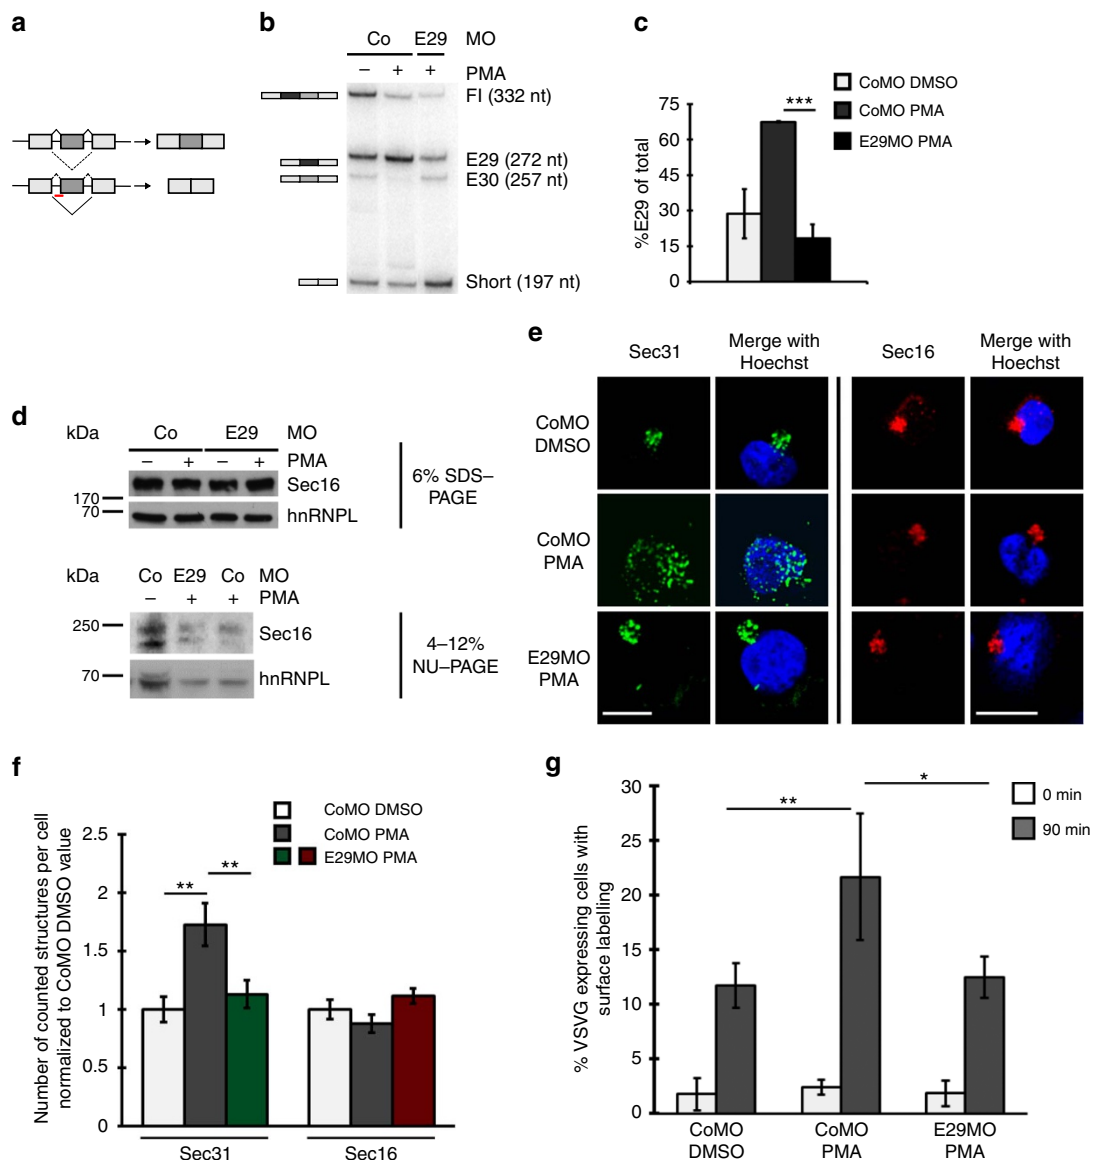 a
b
Co E29 MO
– + + PMA
FI (332 nt)
E29 (272 nt)
E30 (257 nt)
Short (197 nt)
c
%E29 of total
75
60
45
30
15
0
***
CoMO DMSO
CoMO PMA
E29MO PMA
d
kDa Co E29 MO
– + – + PMA
Sec16
170
70
hnRNPL
6% SDS–
PAGE
kDa Co E29 Co MO
– + + PMA
250
Sec16
70
hnRNPL
4–12%
NU–PAGE
e
Sec31
Merge with
Hoechst
Sec16
Merge with
Hoechst
CoMO
DMSO
CoMO
PMA
E29MO
PMA
f
Number of counted structures per cell
normalized to CoMO DMSO value
2.5
2
1.5
1
0.5
0
CoMO DMSO
CoMO PMA
E29MO PMA
**
**
Sec31
Sec16
g
% VSVG expressing cells with
surface labelling
30
25
20
15
10
5
0
**
*
0 min
90 min
CoMO
DMSO
CoMO
PMA
E29MO
PMA